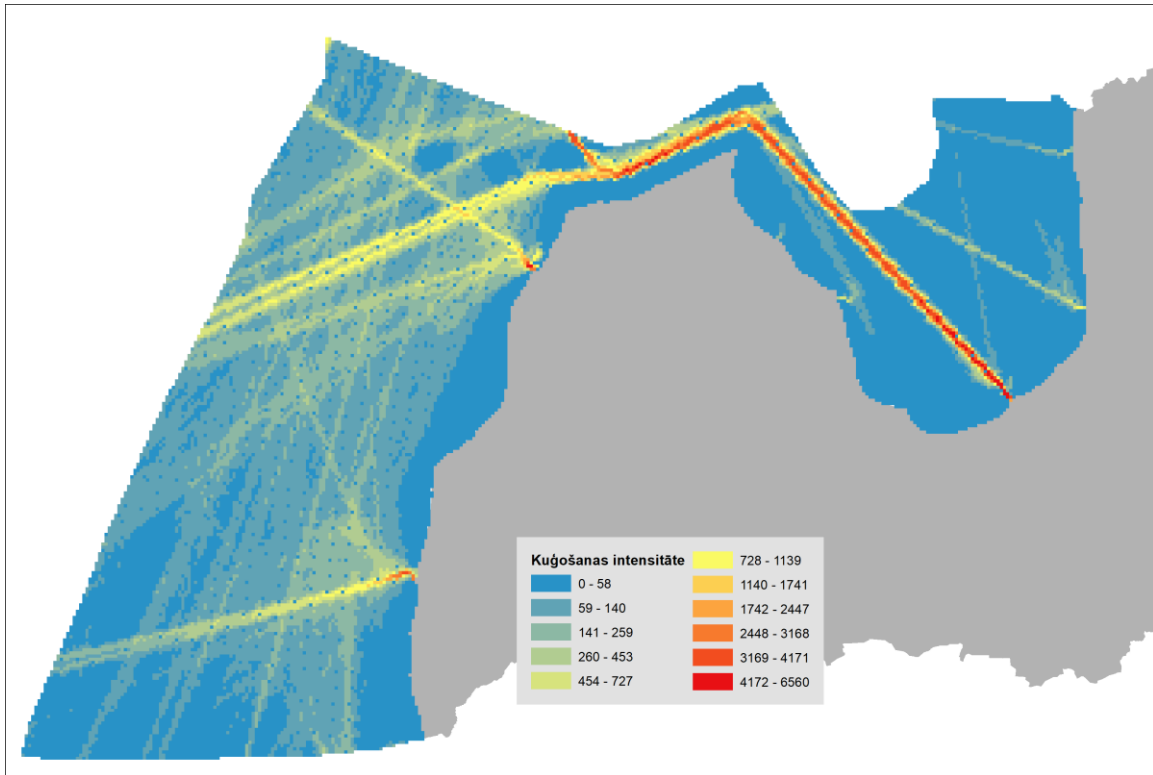 Kuģošanas intensitāte
0 - 58
59 - 140
141 - 259
260 - 453
454 - 727
728 - 1139
1140 - 1741
1742 - 2447
2448 - 3168
3169 - 4171
4172 - 6560